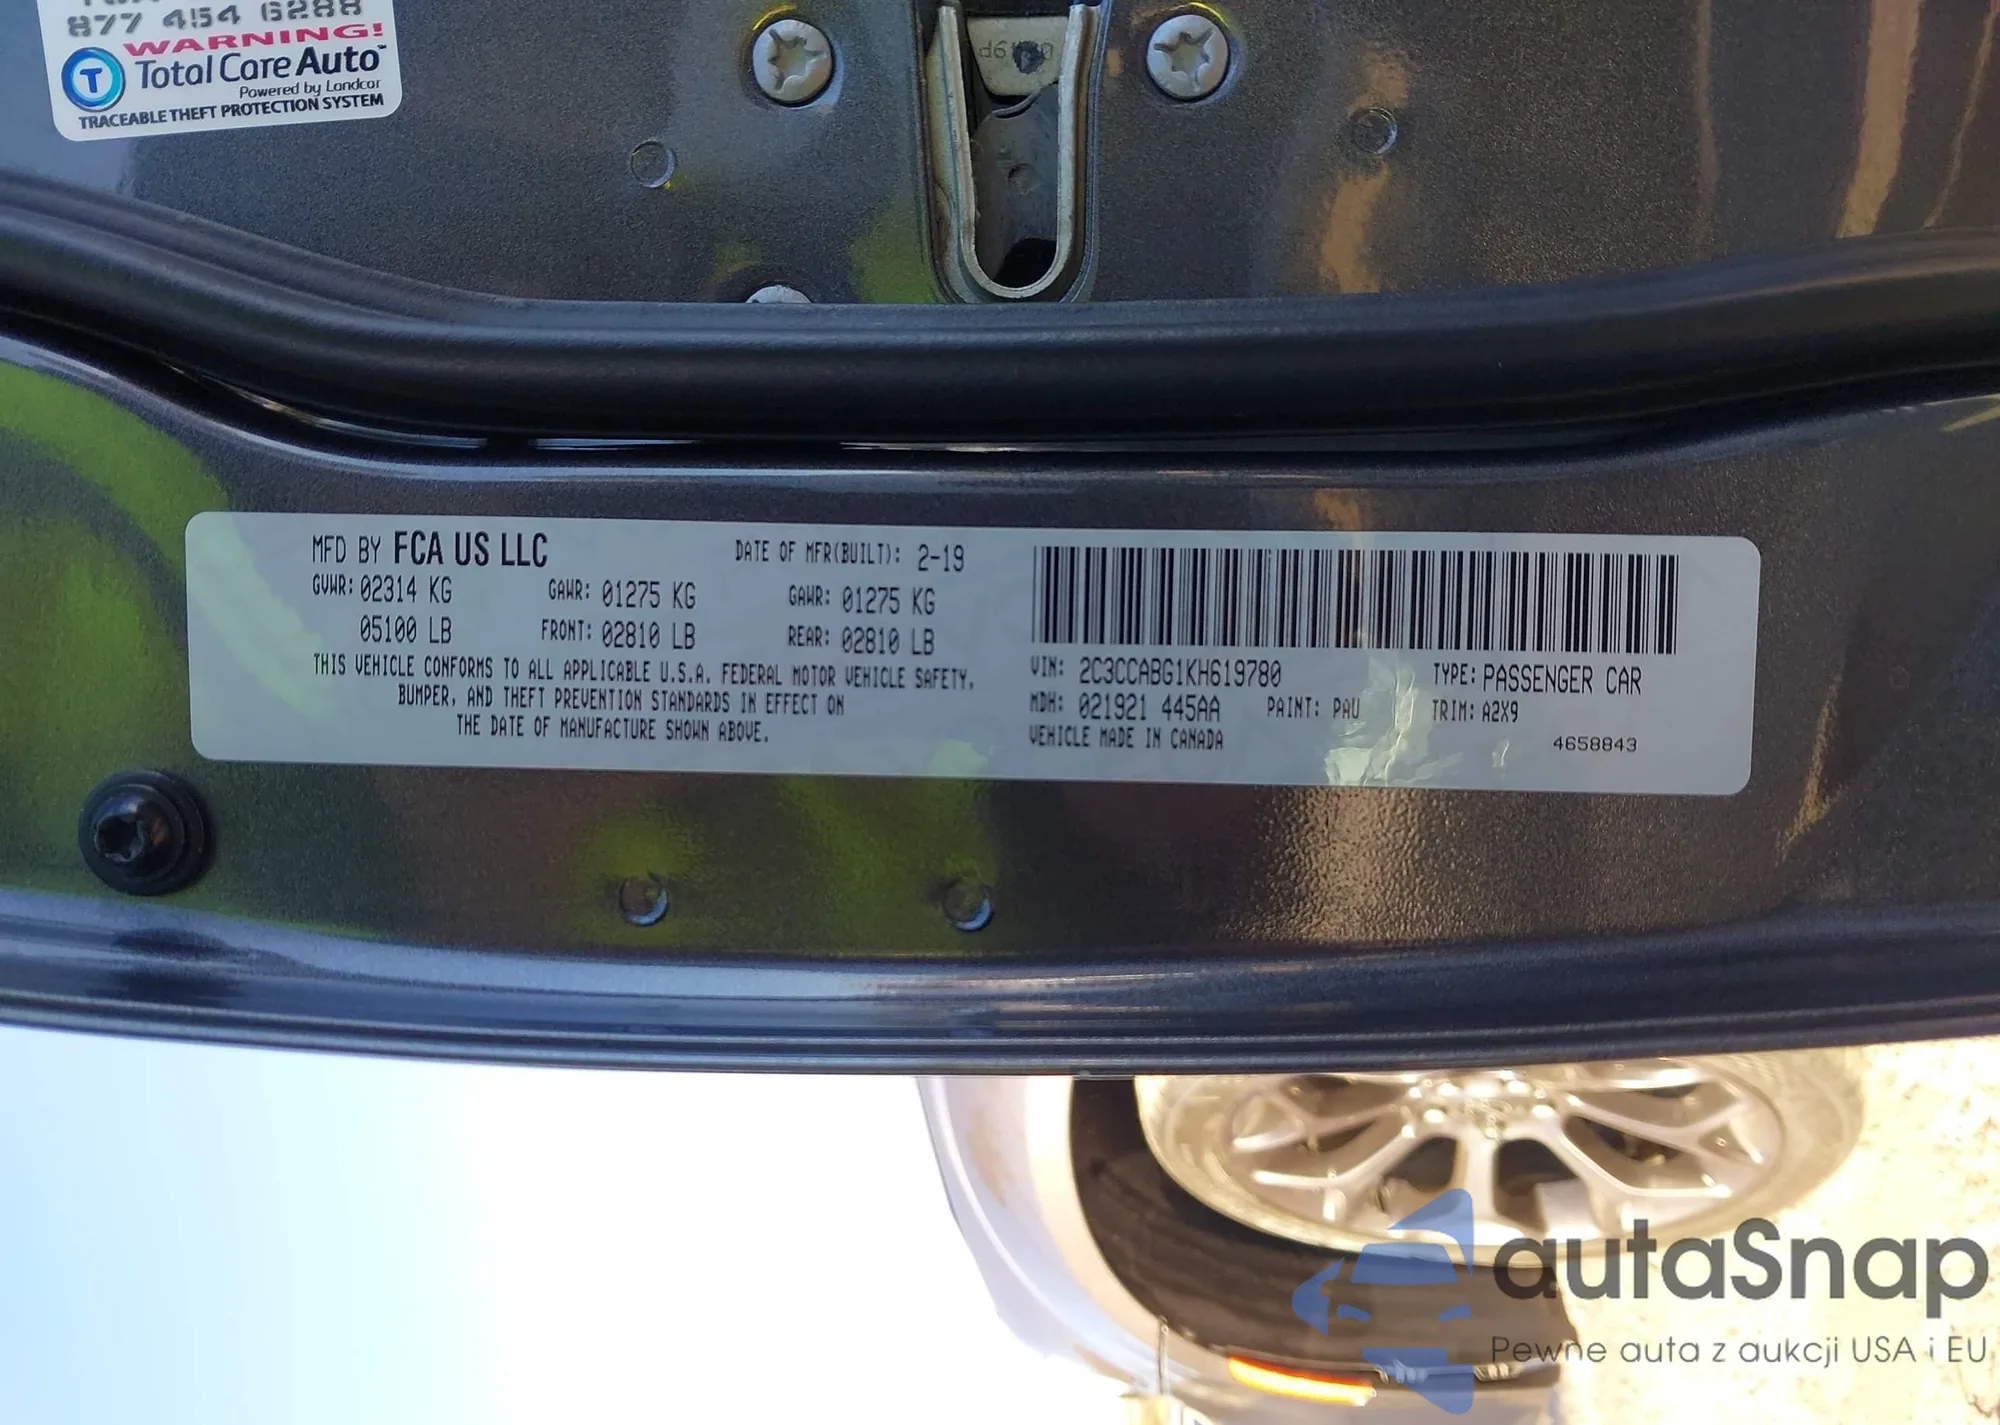 877 454 6288
WARNING!
T Total Care Auto™
Powered by Landcar
TRACEABLE THEFT PROTECTION SYSTEM
MFD BY FCA US LLC DATE OF MFR(BUILT): 2-19
GVWR: 02314 KG GAWR: 01275 KG GAWR: 01275 KG
05100 LB FRONT: 02810 LB REAR: 02810 LB
THIS VEHICLE CONFORMS TO ALL APPLICABLE U.S.A. FEDERAL MOTOR VEHICLE SAFETY,
BUMPER, AND THEFT PREVENTION STANDARDS IN EFFECT ON
THE DATE OF MANUFACTURE SHOWN ABOVE.
VIN: 2C3CCABG1KH619780 TYPE: PASSENGER CAR
MDH: 021921 445AA PAINT: PAU TRIM: A2X9
VEHICLE MADE IN CANADA
4658843
autaSnap
Pewne auta z aukcji USA i EU